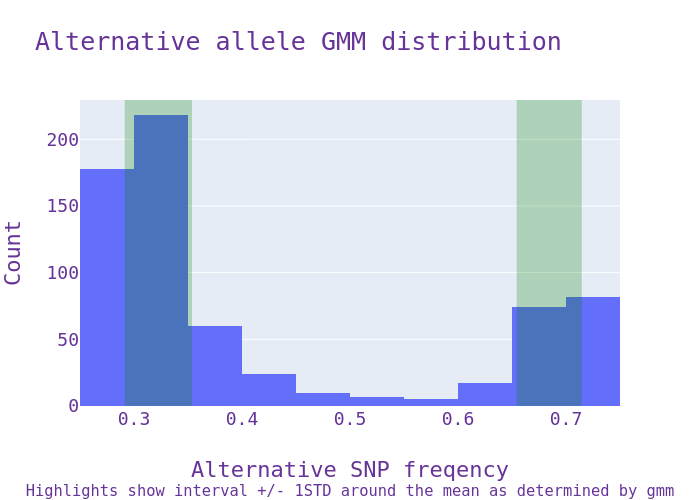 Alternative allele GMM distribution
200
150
100
50
0
Count
0.3 0.4 0.5 0.6 0.7
Alternative SNP freqency
Highlights show interval +/- 1STD around the mean as determined by gmm